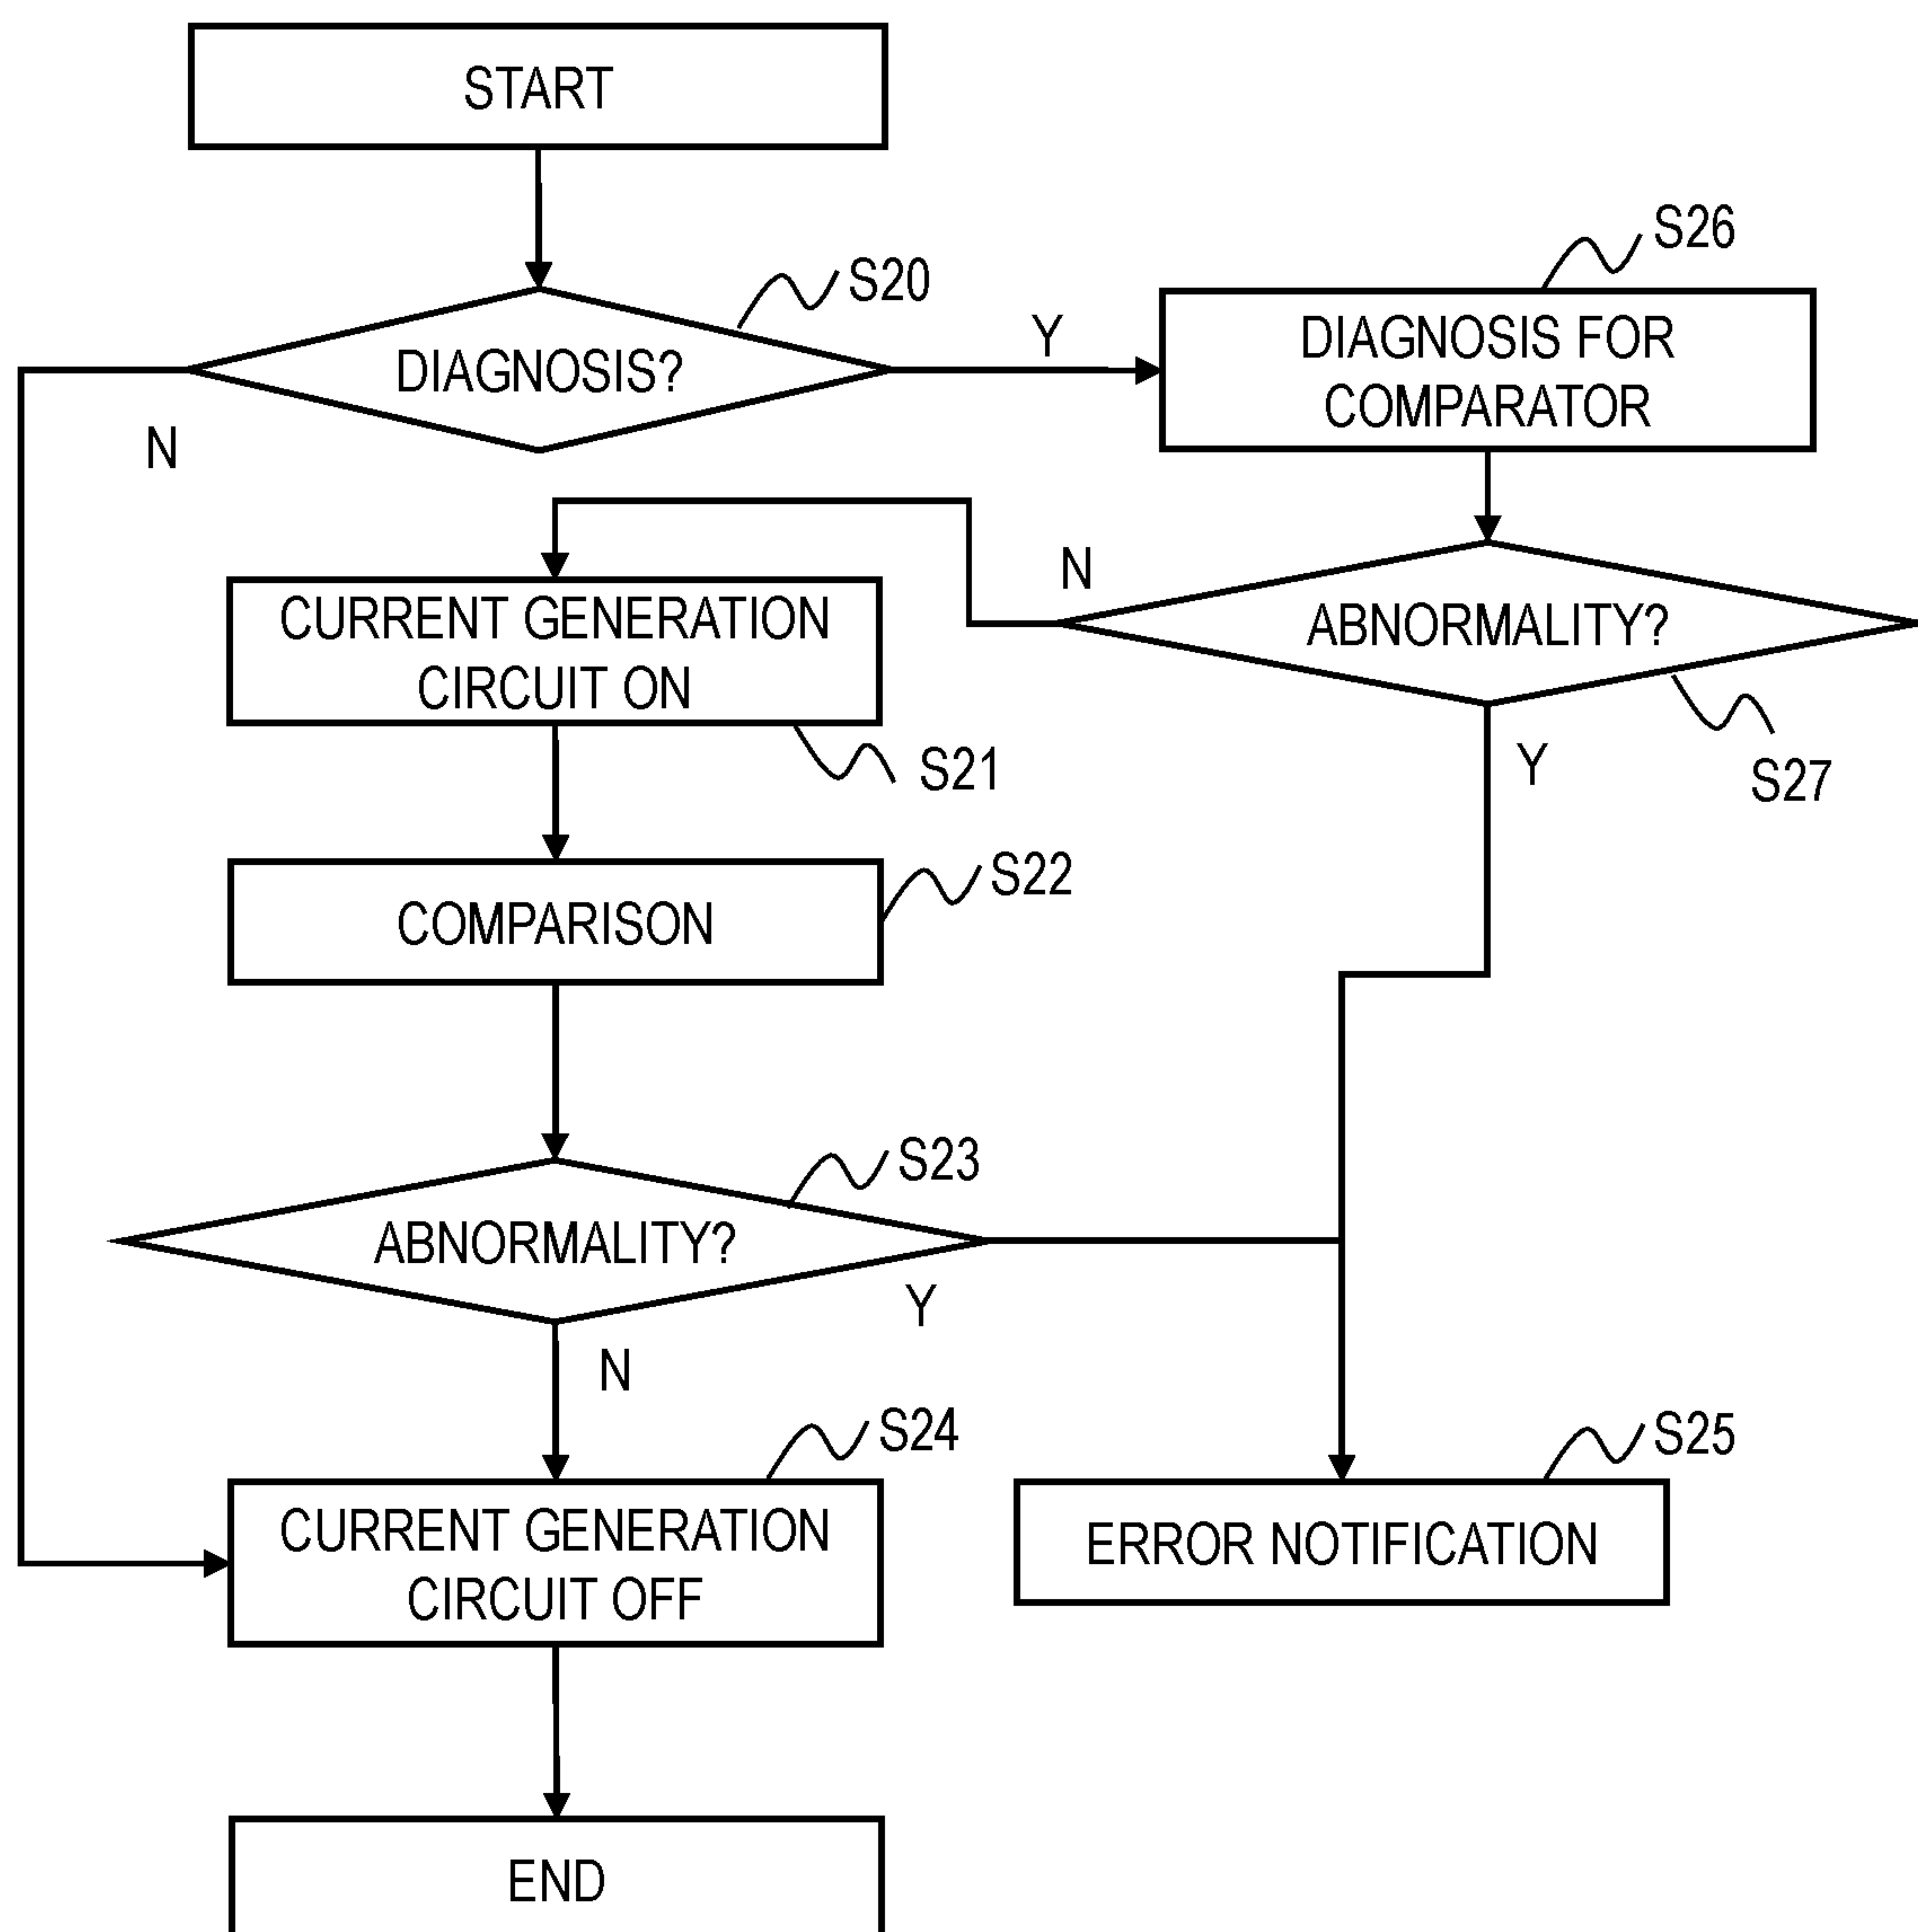 START
S20
DIAGNOSIS?
Y
N
S26
DIAGNOSIS FOR
COMPARATOR
N
ABNORMALITY?
S27
Y
CURRENT GENERATION
CIRCUIT ON
S21
COMPARISON
S22
S23
ABNORMALITY?
Y
N
S24
CURRENT GENERATION
CIRCUIT OFF
S25
ERROR NOTIFICATION
END